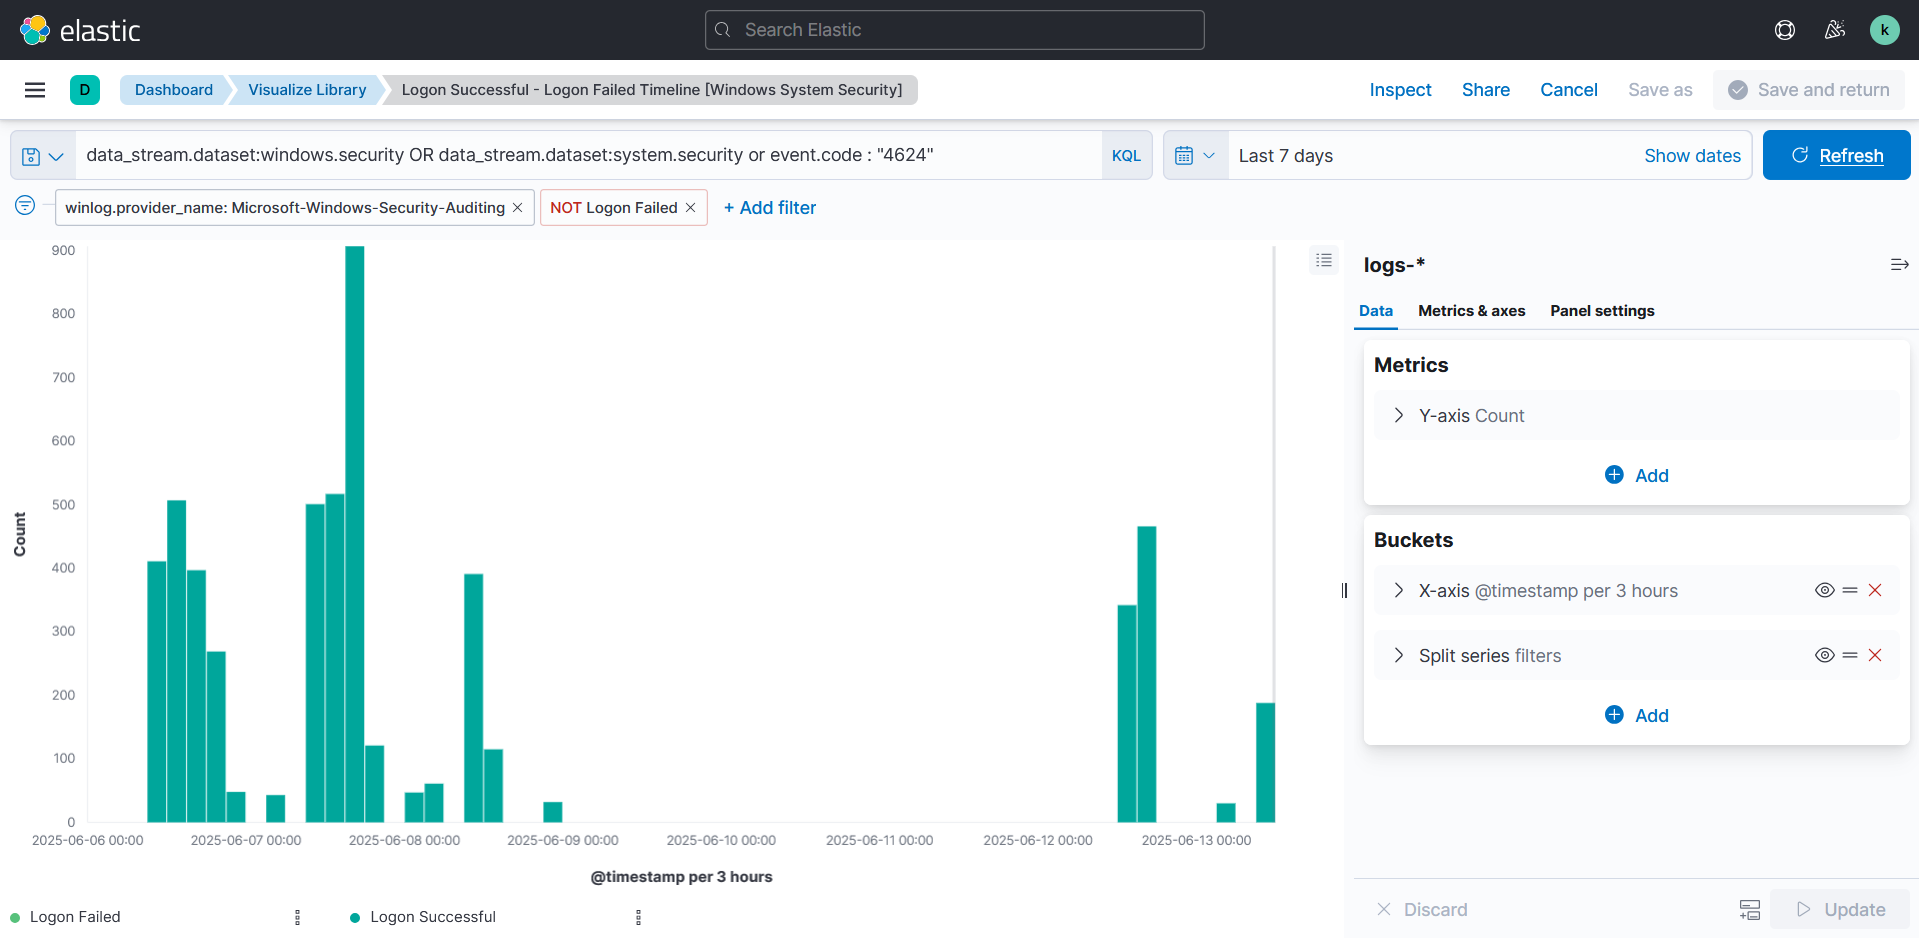 elastic
Search Elastic
k
D
Dashboard
Visualize Library
Logon Successful - Logon Failed Timeline [Windows System Security]
Inspect
Share
Cancel
Save as
Save and return
data_stream.dataset:windows.security OR data_stream.dataset:system.security or event.code : "4624"
KQL
Last 7 days
Show dates
Refresh
winlog.provider_name: Microsoft-Windows-Security-Auditing
NOT Logon Failed
+ Add filter
900
800
700
600
500
400
300
200
100
0
Count
2025-06-06 00:00
2025-06-07 00:00
2025-06-08 00:00
2025-06-09 00:00
2025-06-10 00:00
2025-06-11 00:00
2025-06-12 00:00
2025-06-13 00:00
@timestamp per 3 hours
Logon Failed
Logon Successful
logs-*
Data
Metrics & axes
Panel settings
Metrics
Y-axis Count
Add
Buckets
X-axis @timestamp per 3 hours
Split series filters
Add
Discard
Update